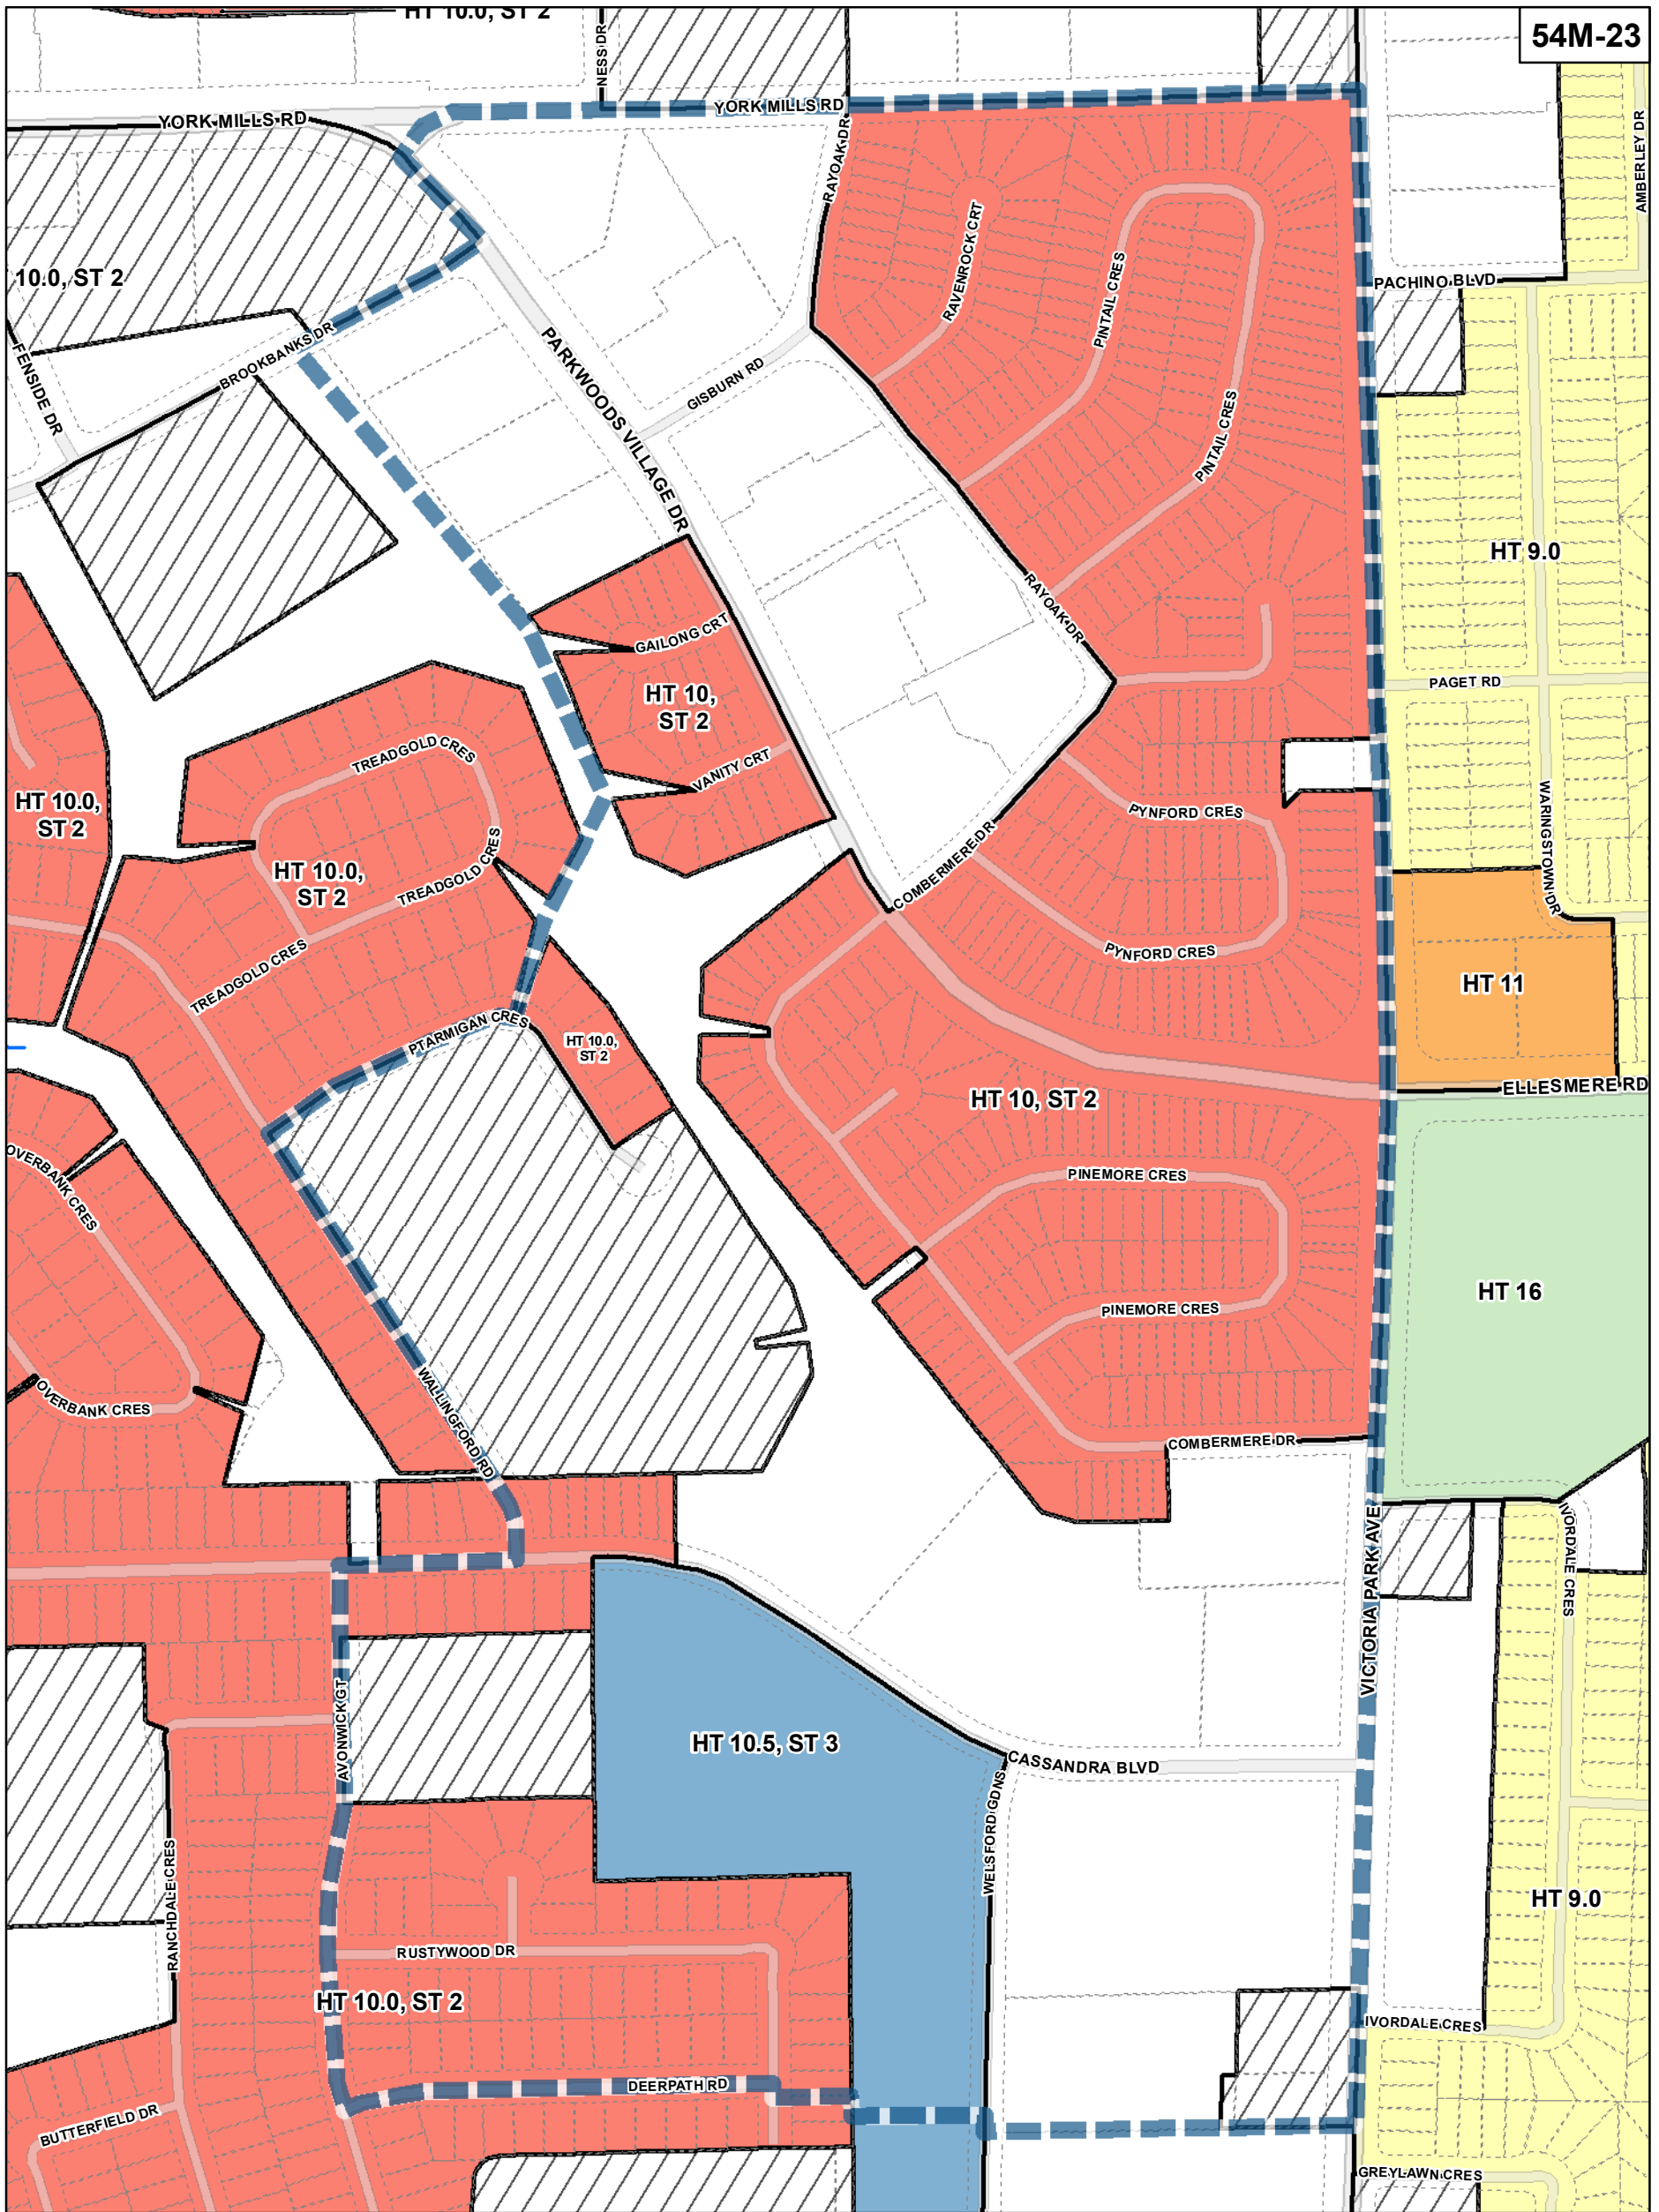 HT 10.0, ST 2
54M-23
NESS DR
YORK MILLS RD
YORK MILLS RD
RAYOAK DR
AMBERLEY DR
10.0, ST 2
RAVENROCK CRT
PINTAIL CRES
PACHINO BLVD
FENSIDE DR
BROOKBANKS DR
PARKWOODS VILLAGE DR
GISBURN RD
PINTAIL CRES
HT 9.0
RAYOAK DR
GAILONG CRT
HT 10,
ST 2
PAGET RD
TREADGOLD CRES
VANITY CRT
HT 10.0,
ST 2
PYNFORD CRES
WARINGSTOWN DR
HT 10.0,
ST 2
TREADGOLD CRES
COMBERMERE DR
TREADGOLD CRES
PYNFORD CRES
HT 11
PTARMIGAN CRES
HT 10.0,
ST 2
HT 10, ST 2
ELLESMERE RD
OVERBANK CRES
PINEMORE CRES
HT 16
PINEMORE CRES
OVERBANK CRES
WALLINGFORD RD
COMBERMERE DR
VICTORIA PARK AVE
IVORDALE CRES
AVONWICK GT
HT 10.5, ST 3
CASSANDRA BLVD
WELSFORD GDNS
RANCHDALE CRES
HT 9.0
RUSTYWOOD DR
HT 10.0, ST 2
IVORDALE CRES
DEERPATH RD
BUTTERFIELD DR
GREYLAWN CRES